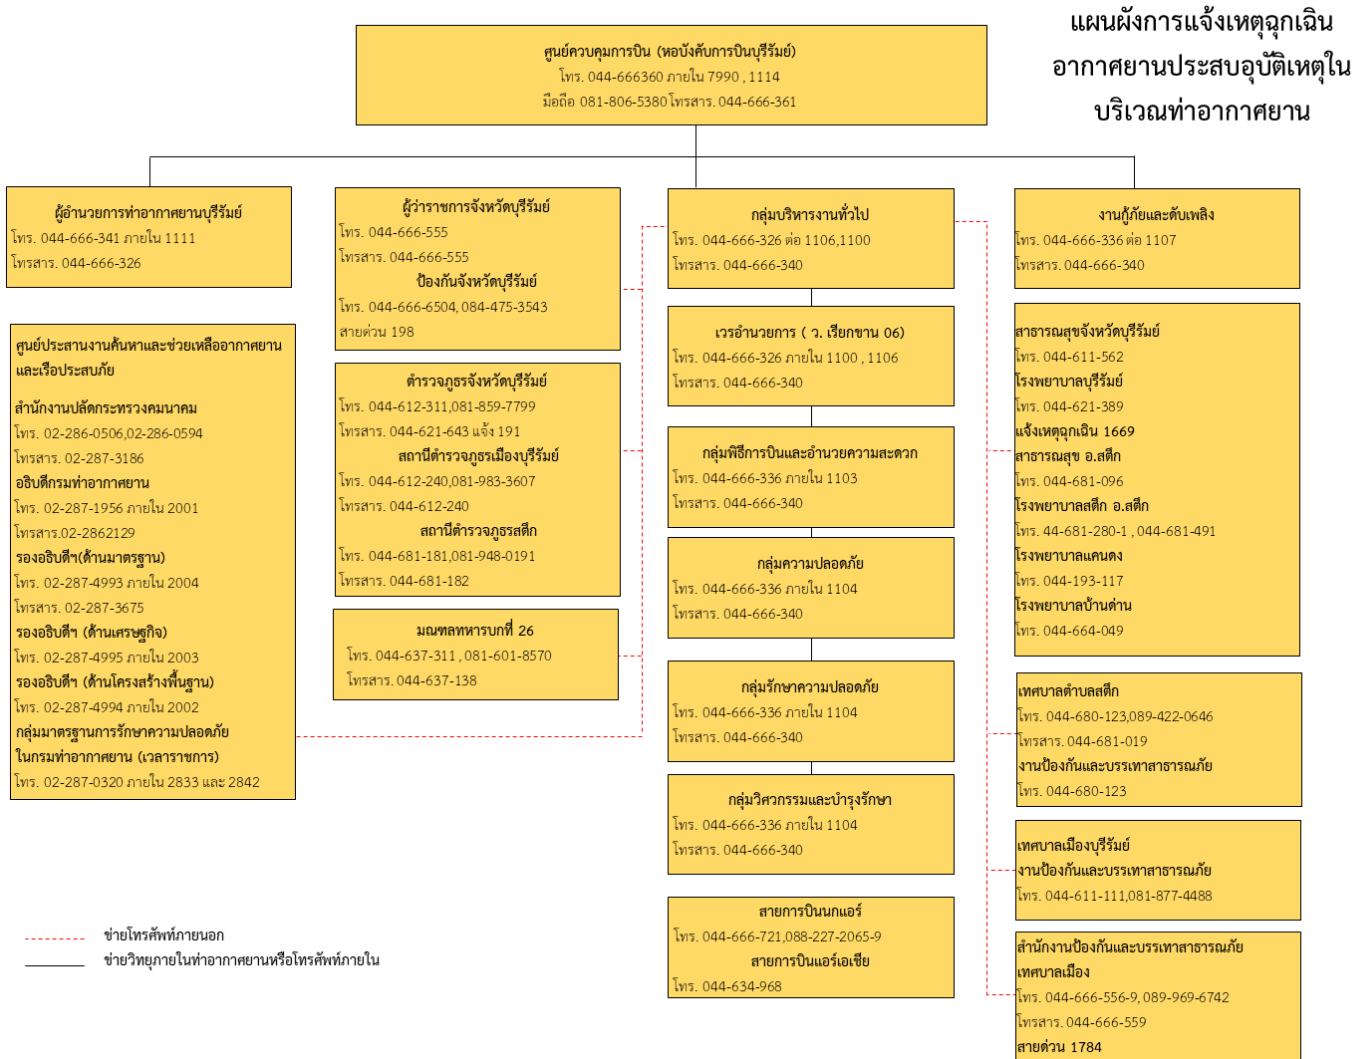 แผนผังการแจ้งเหตุฉุกเฉิน
อากาศยานประสบอุบัติเหตุใน
บริเวณท่าอากาศยาน
ศูนย์ควบคุมการบิน (หอบังคับการบินบุรีรัมย์)
โทร. 044-666360 ภายใน 7990 , 1114
มือถือ 081-806-5380 โทรสาร. 044-666-361
ผู้อำนวยการท่าอากาศยานบุรีรัมย์
โทร. 044-666-341 ภายใน 1111
โทรสาร. 044-666-326
ศูนย์ประสานงานค้นหาและช่วยเหลืออากาศยาน
และเรือประสบภัย
สำนักงานปลัดกระทรวงคมนาคม
โทร. 02-286-0506,02-286-0594
โทรสาร. 02-287-3186
อธิบดีกรมท่าอากาศยาน
โทร. 02-287-1956 ภายใน 2001
โทรสาร.02-2862129
รองอธิบดีฯ(ด้านมาตรฐาน)
โทร. 02-287-4993 ภายใน 2004
โทรสาร. 02-287-3675
รองอธิบดีฯ (ด้านเศรษฐกิจ)
โทร. 02-287-4995 ภายใน 2003
รองอธิบดีฯ (ด้านโครงสร้างพื้นฐาน)
โทร. 02-287-4994 ภายใน 2002
กลุ่มมาตรฐานการรักษาความปลอดภัย
ในกรมท่าอากาศยาน (เวลาราชการ)
โทร. 02-287-0320 ภายใน 2833 และ 2842
ผู้ว่าราชการจังหวัดบุรีรัมย์
โทร. 044-666-555
โทรสาร. 044-666-555
ป้องกันจังหวัดบุรีรัมย์
โทร. 044-666-6504, 084-475-3543
สายด่วน 198
ตำรวจภูธรจังหวัดบุรีรัมย์
โทร. 044-612-311,081-859-7799
โทรสาร. 044-621-643 แจ้ง 191
สถานีตำรวจภูธรเมืองบุรีรัมย์
โทร. 044-612-240,081-983-3607
โทรสาร. 044-612-240
สถานีตำรวจภูธรสตึก
โทร. 044-681-181,081-948-0191
โทรสาร. 044-681-182
มณฑลทหารบกที่ 26
โทร. 044-637-311 , 081-601-8570
โทรสาร. 044-637-138
กลุ่มบริหารงานทั่วไป
โทร. 044-666-326 ต่อ 1106,1100
โทรสาร. 044-666-340
เวรอำนวยการ ( ว. เรียกขาน 06)
โทร. 044-666-326 ภายใน 1100 , 1106
โทรสาร. 044-666-340
กลุ่มพิธีการบินและอำนวยความสะดวก
โทร. 044-666-336 ภายใน 1103
โทรสาร. 044-666-340
กลุ่มความปลอดภัย
โทร. 044-666-336 ภายใน 1104
โทรสาร. 044-666-340
กลุ่มรักษาความปลอดภัย
โทร. 044-666-336 ภายใน 1104
โทรสาร. 044-666-340
กลุ่มวิศวกรรมและบำรุงรักษา
โทร. 044-666-336 ภายใน 1104
โทรสาร. 044-666-340
สายการบินนกแอร์
โทร. 044-666-721,088-227-2065-9
สายการบินแอร์เอเชีย
โทร. 044-634-968
งานกู้ภัยและดับเพลิง
โทร. 044-666-336 ต่อ 1107
โทรสาร. 044-666-340
สาธารณสุขจังหวัดบุรีรัมย์
โทร. 044-611-562
โรงพยาบาลบุรีรัมย์
โทร. 044-621-389
แจ้งเหตุฉุกเฉิน 1669
สาธารณสุข อ.สตึก
โทร. 044-681-096
โรงพยาบาลสตึก อ.สตึก
โทร. 44-681-280-1 , 044-681-491
โรงพยาบาลแคนดง
โทร. 044-193-117
โรงพยาบาลบ้านด่าน
โทร. 044-664-049
เทศบาลตำบลสตึก
โทร. 044-680-123,089-422-0646
โทรสาร. 044-681-019
งานป้องกันและบรรเทาสาธารณภัย
โทร. 044-680-123
เทศบาลเมืองบุรีรัมย์
งานป้องกันและบรรเทาสาธารณภัย
โทร. 044-611-111,081-877-4488
สำนักงานป้องกันและบรรเทาสาธารณภัย
เทศบาลเมือง
โทร. 044-666-556-9, 089-969-6742
โทรสาร. 044-666-559
สายด่วน 1784
ข่ายโทรศัพท์ภายนอก
ข่ายวิทยุภายในท่าอากาศยานหรือโทรศัพท์ภายใน